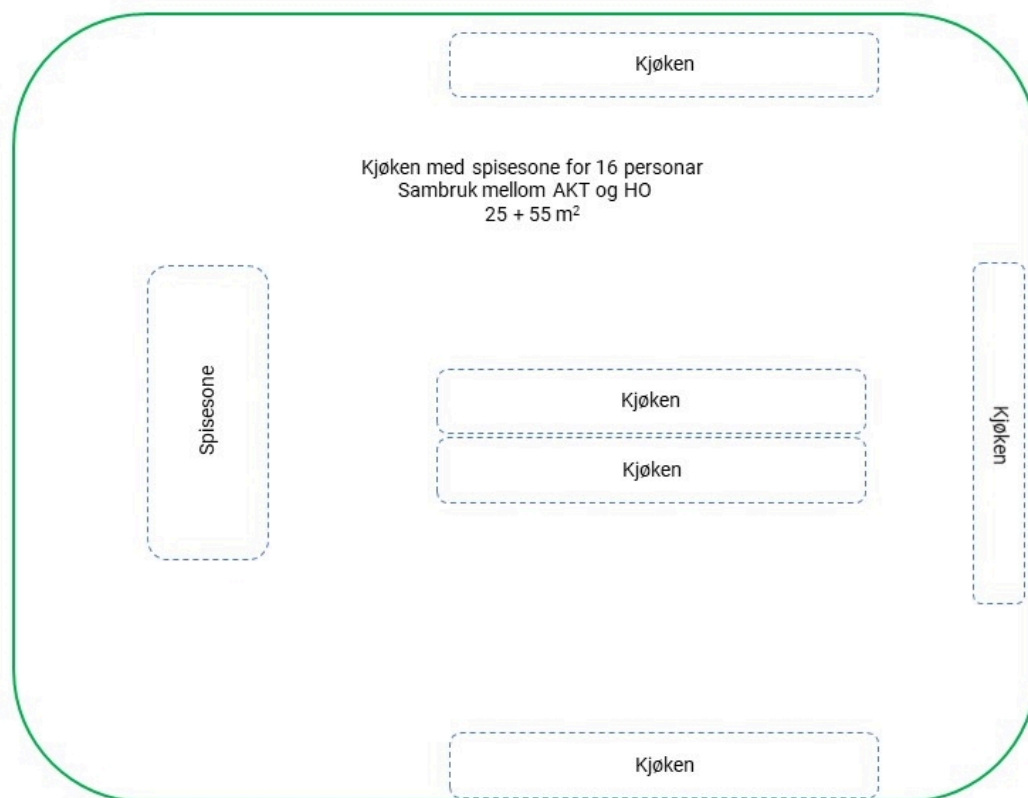 Kjøken
Kjøken med spisesone for 16 personar
Sambruk mellom AKT og HO
25 + 55 m²
Spisesone
Kjøken
Kjøken
Kjøken
Kjøken